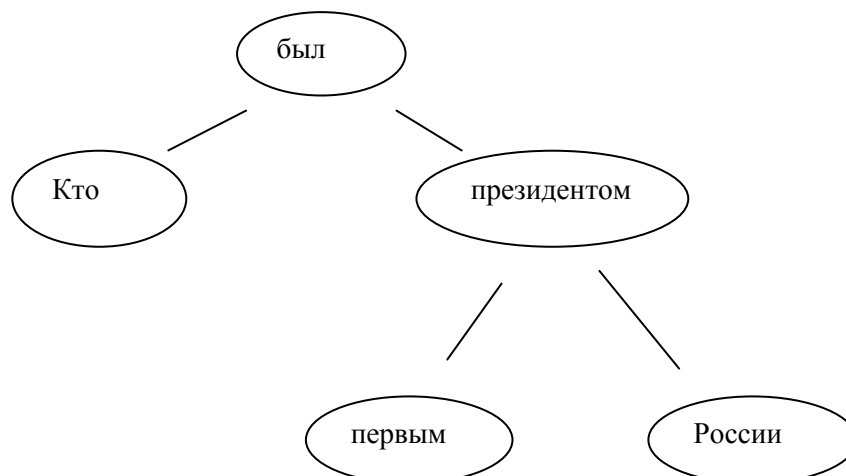 был
Кто
президентом
первым
России